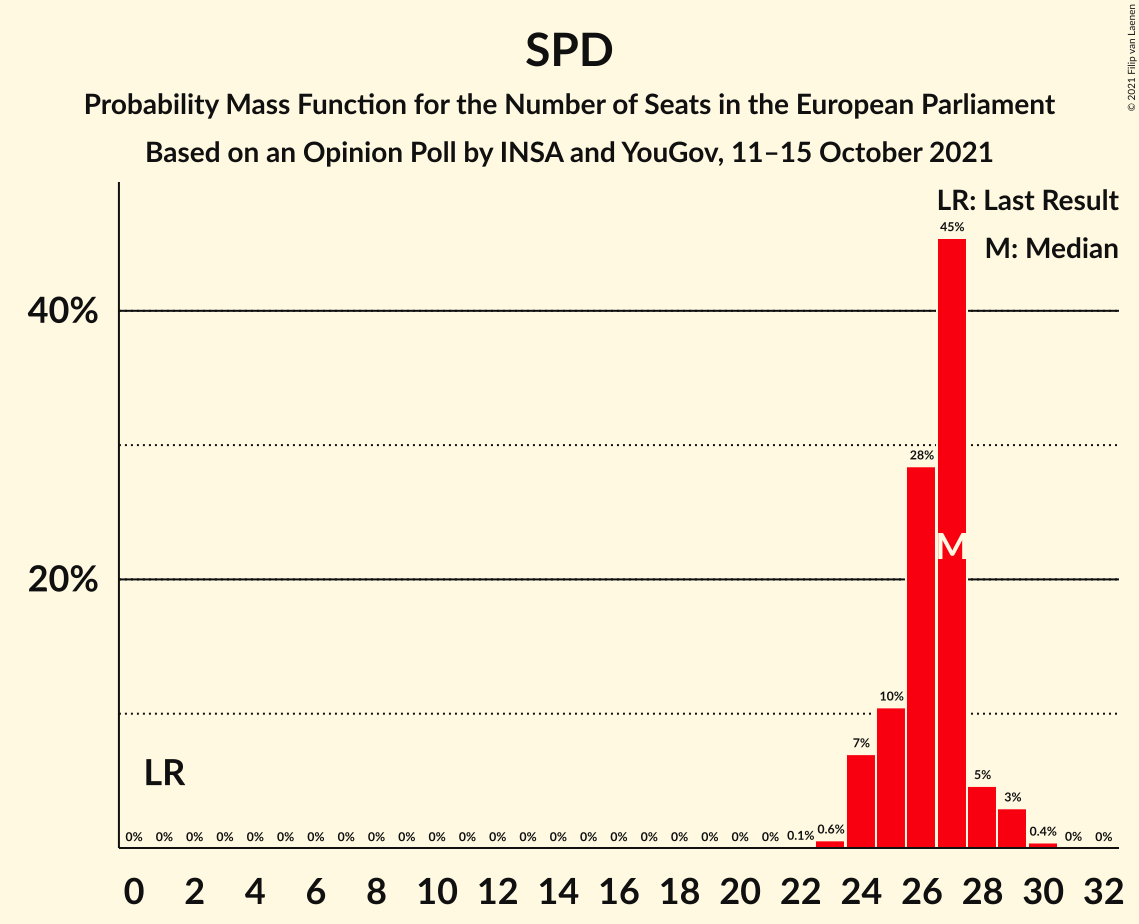 © 2021 Filip van Laenen
SPD
Probability Mass Function for the Number of Seats in the European Parliament
Based on an Opinion Poll by INSA and YouGov, 11–15 October 2021
LR: Last Result
M: Median
45%
40%
28%
M
20%
10%
7%
LR
5%
3%
0% 0% 0% 0% 0% 0% 0% 0% 0% 0% 0% 0% 0% 0% 0% 0% 0% 0% 0% 0% 0% 0% 0.1% 0.6% 0.4% 0% 0%
0 2 4 6 8 10 12 14 16 18 20 22 24 26 28 30 32